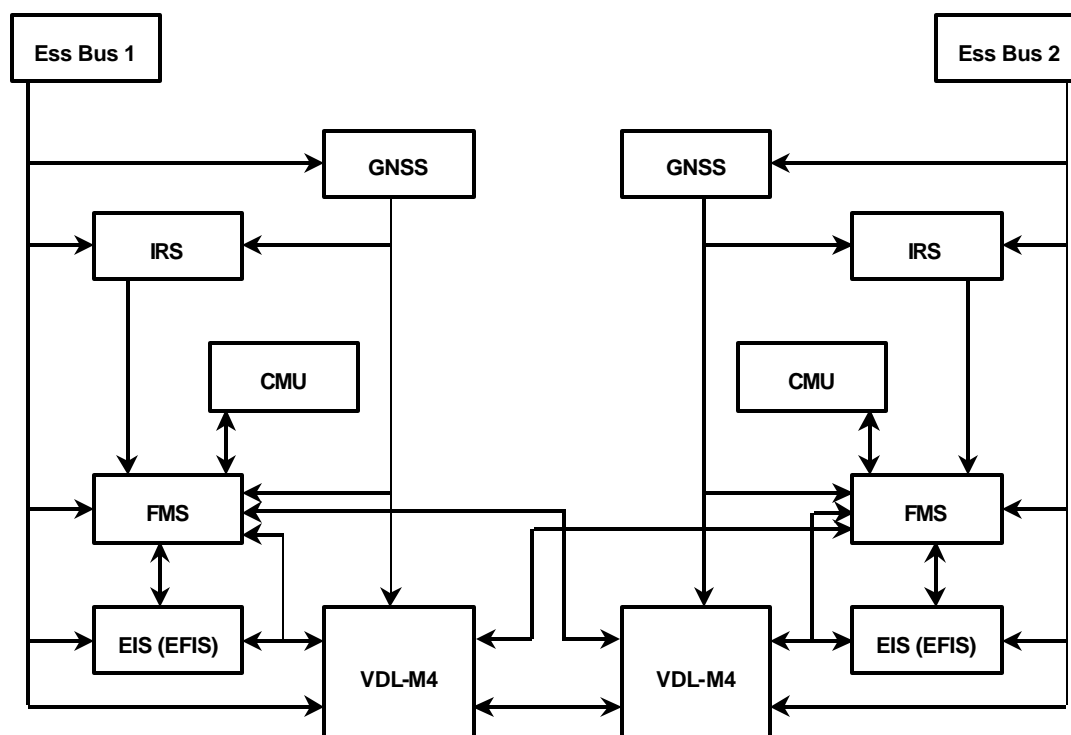 Ess Bus 1
Ess Bus 2
GNSS
GNSS
IRS
IRS
CMU
CMU
FMS
FMS
EIS (EFIS)
VDL-M4
VDL-M4
EIS (EFIS)